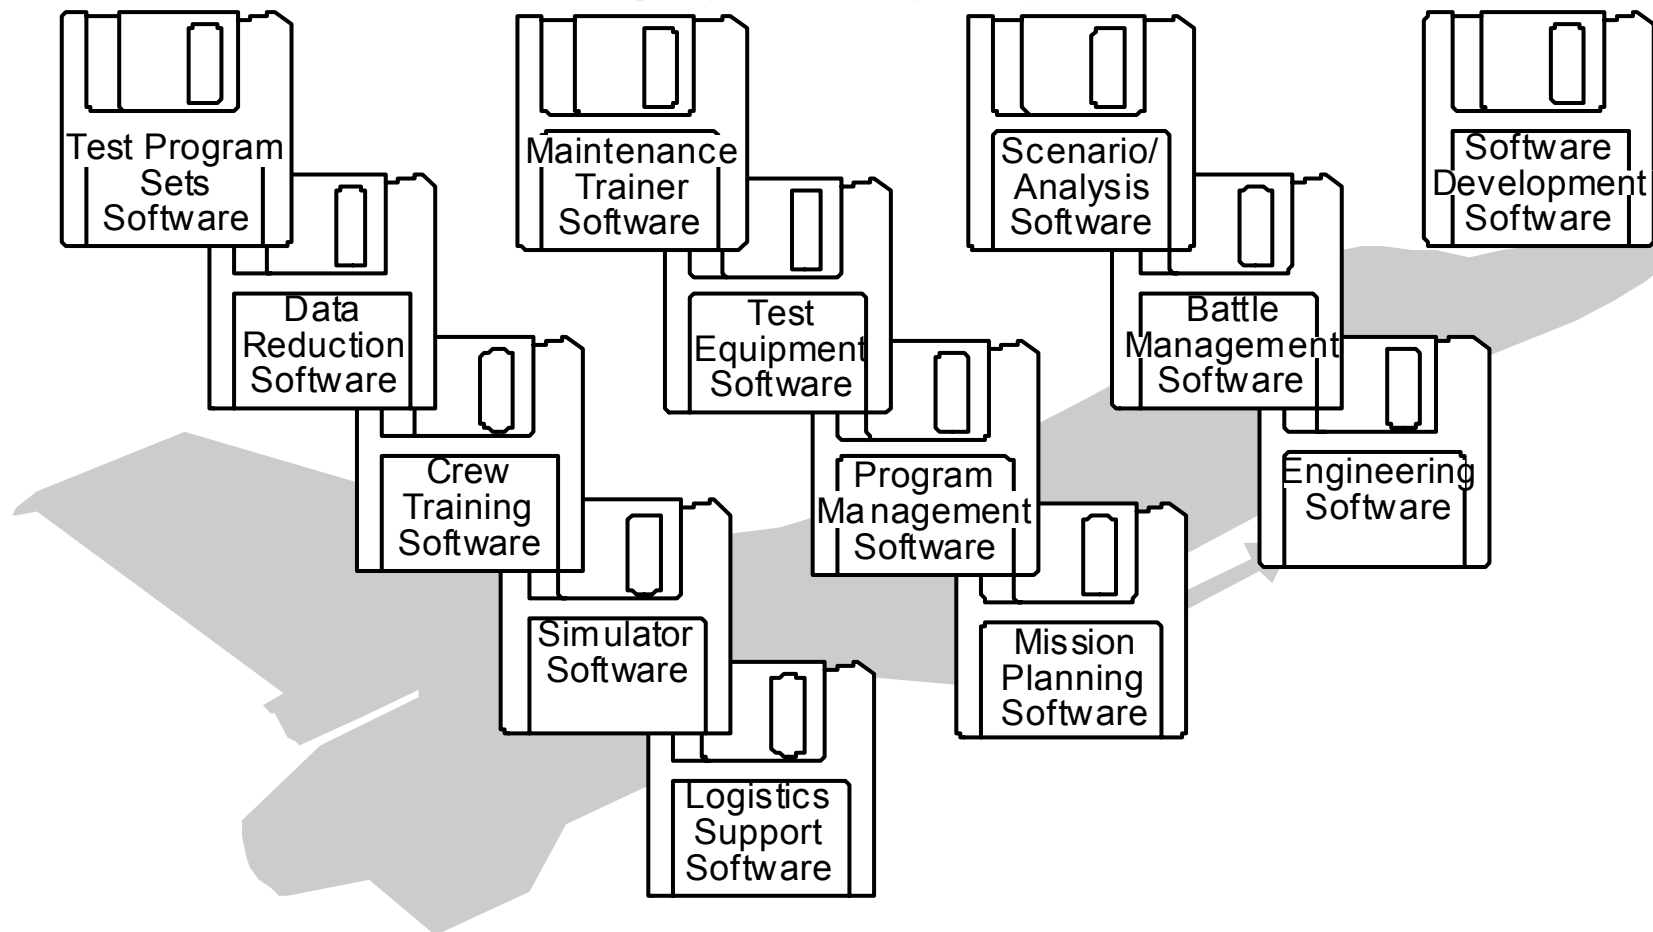 Test Program
Sets
Software
Data
Reduction
Software
Crew
Training
Software
Simulator
Software
Logistics
Support
Software
Maintenance
Trainer
Software
Test
Equipment
Software
Program
Management
Software
Mission
Planning
Software
Scenario/
Analysis
Software
Battle
Management
Software
Engineering
Software
Software
Development
Software